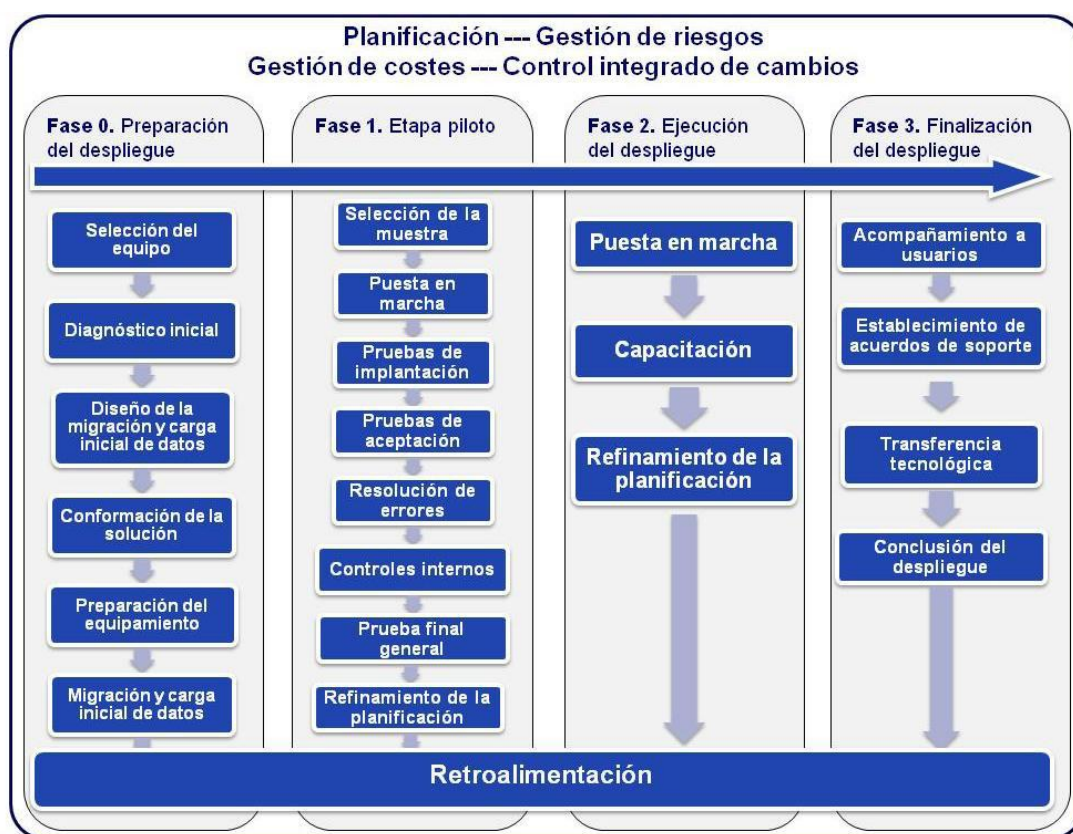 Planificación --- Gestión de riesgos
Gestión de costes --- Control integrado de cambios
Fase 0. Preparación
del despliegue
Selección del
equipo
Diagnóstico inicial
Diseño de la
migración y carga
inicial de datos
Conformación de la
solución
Preparación del
equipamiento
Migración y carga
inicial de datos
Fase 1. Etapa piloto
Selección de la
muestra
Puesta en
marcha
Pruebas de
implantación
Pruebas de
aceptación
Resolución de
errores
Controles internos
Prueba final
general
Refinamiento de la
planificación
Fase 2. Ejecución
del despliegue
Puesta en marcha
Capacitación
Refinamiento de la
planificación
Fase 3. Finalización
del despliegue
Acompañamiento a
usuarios
Establecimiento de
acuerdos de soporte
Transferencia
tecnológica
Conclusión del
despliegue
Retroalimentación